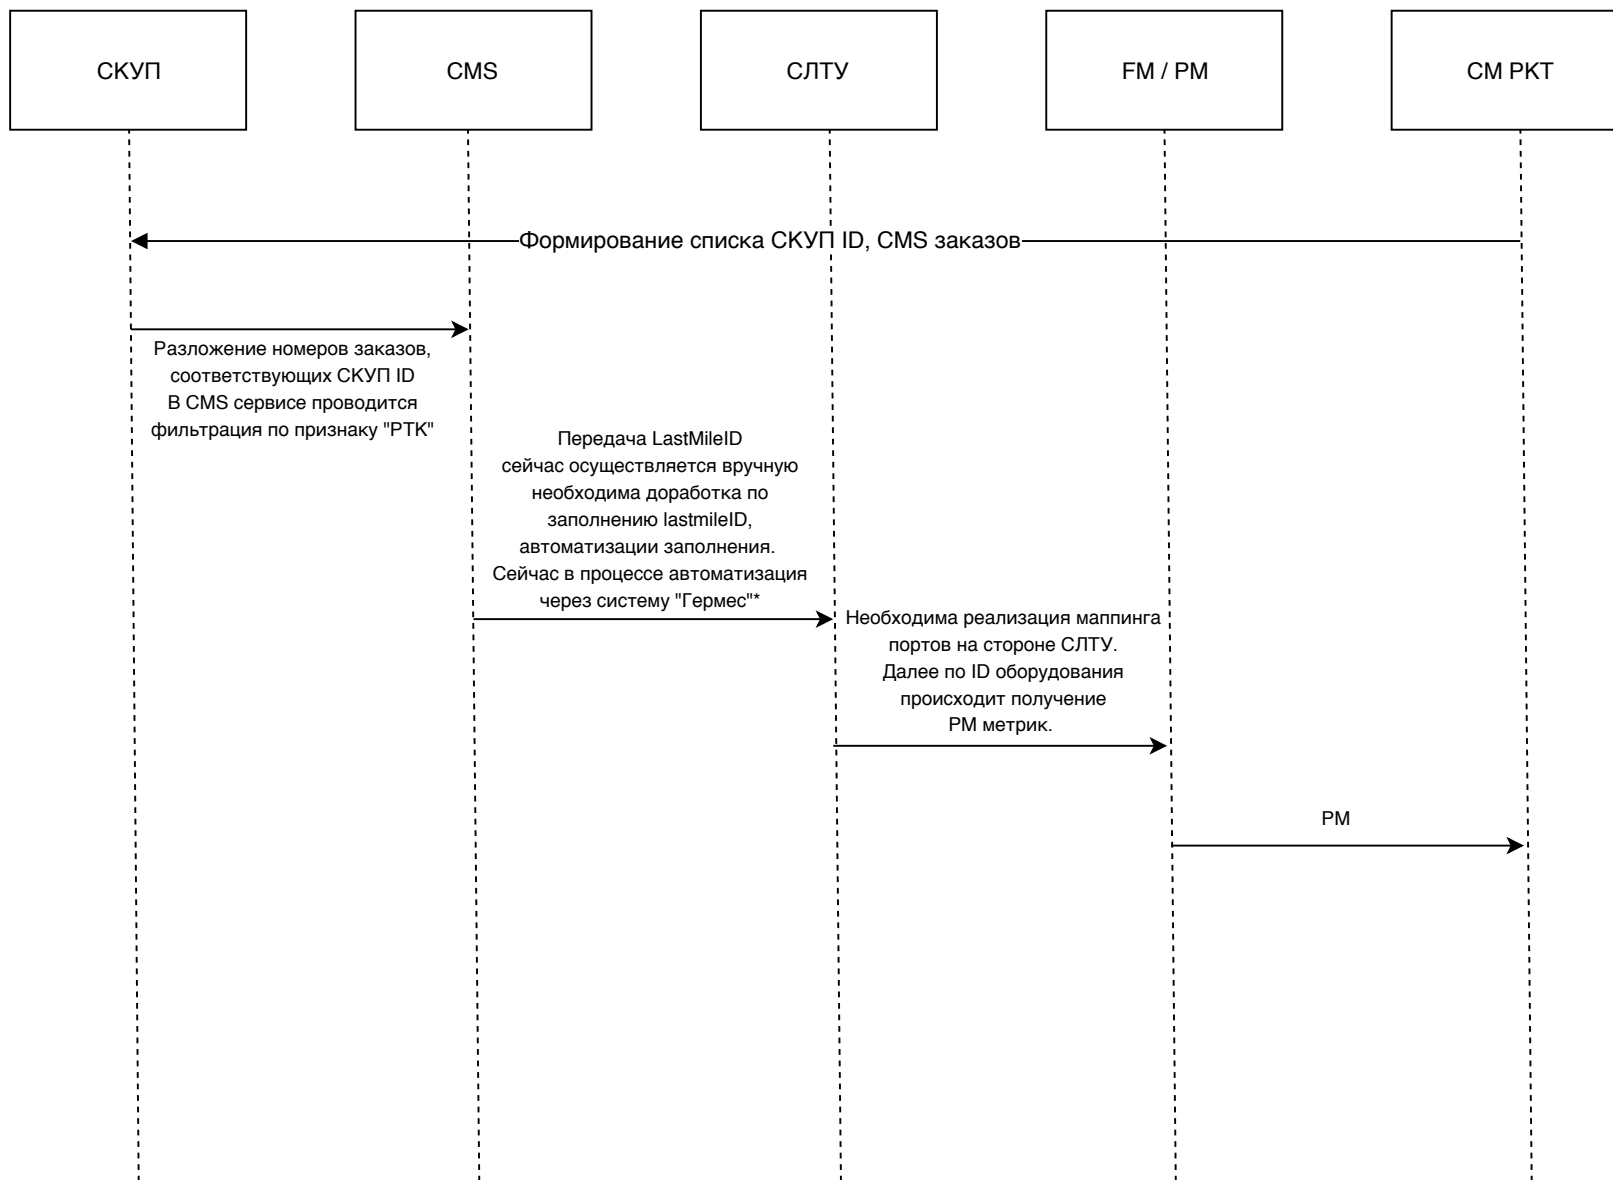 СКУП
CMS
СЛТУ
FM / PM
СМ РКТ
Формирование списка СКУП ID, CMS заказов
Разложение номеров заказов,
соответствующих СКУП ID
В CMS сервисе проводится
фильтрация по признаку "РТК"
Передача LastMileID
сейчас осуществляется вручную
необходима доработка по
заполнению lastmileID,
автоматизации заполнения.
Сейчас в процессе автоматизация
через систему "Гермес"*
Необходима реализация маппинга
портов на стороне СЛТУ.
Далее по ID оборудования
происходит получение
PM метрик.
PM